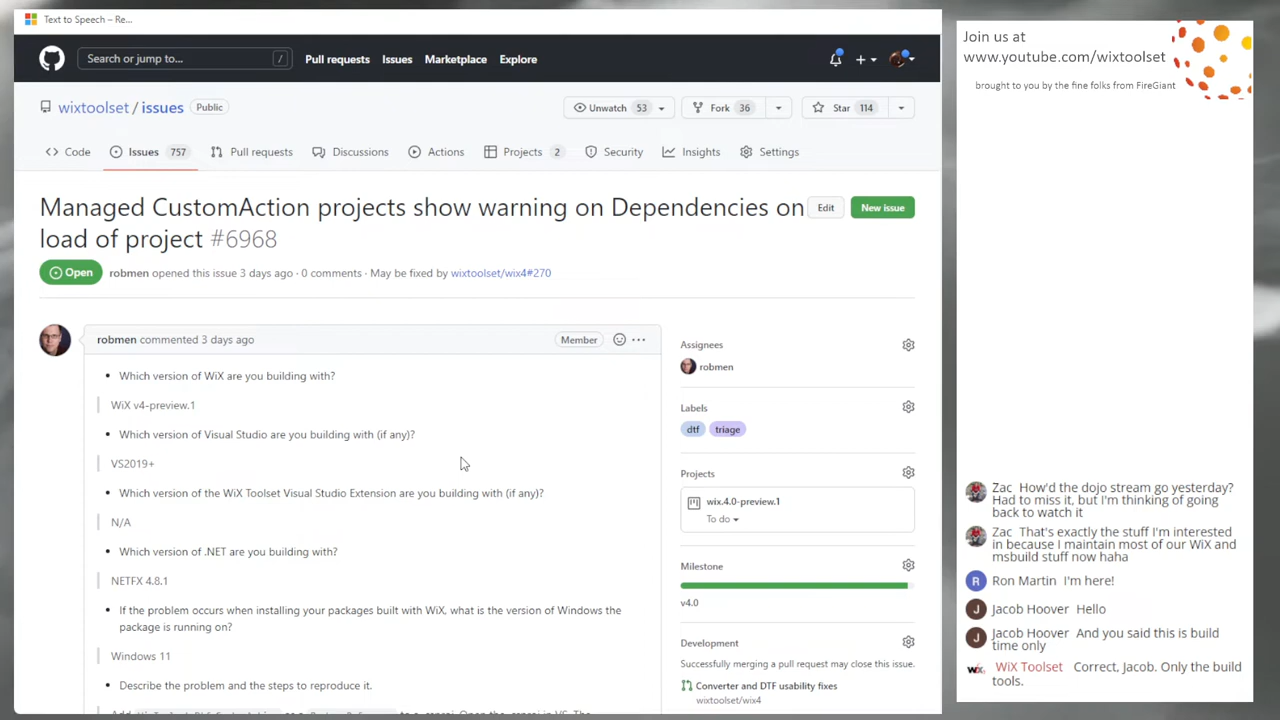 Text to Speech – Re...
Search or jump to...
/
Pull requests
Issues
Marketplace
Explore
wixtoolset / issues
Public
Unwatch 53
Fork 36
Star 114
Code
Issues 757
Pull requests
Discussions
Actions
Projects 2
Security
Insights
Settings
Managed CustomAction projects show warning on Dependencies on
load of project #6968
Edit
New issue
Open
robmen opened this issue 3 days ago · 0 comments · May be fixed by wixtoolset/wix4#270
robmen commented 3 days ago
Member
Which version of WiX are you building with?
WiX v4-preview.1
Which version of Visual Studio are you building with (if any)?
VS2019+
Which version of the WiX Toolset Visual Studio Extension are you building with (if any)?
N/A
Which version of .NET are you building with?
NETFX 4.8.1
If the problem occurs when installing your packages built with WiX, what is the version of Windows the
package is running on?
Windows 11
Describe the problem and the steps to reproduce it.
Assignees
robmen
Labels
dtf
triage
Projects
wix.4.0-preview.1
To do
Milestone
v4.0
Development
Successfully merging a pull request may close this issue.
Converter and DTF usability fixes
wixtoolset/wix4
Join us at
www.youtube.com/wixtoolset
brought to you by the fine folks from FireGiant
Zac How'd the dojo stream go yesterday?
Had to miss it, but I'm thinking of going
back to watch it
Zac That's exactly the stuff I'm interested
in because I maintain most of our WiX and
msbuild stuff now haha
R Ron Martin I'm here!
J Jacob Hoover Hello
J Jacob Hoover And you said this is build
time only
WiX Toolset Correct, Jacob. Only the build
tools.